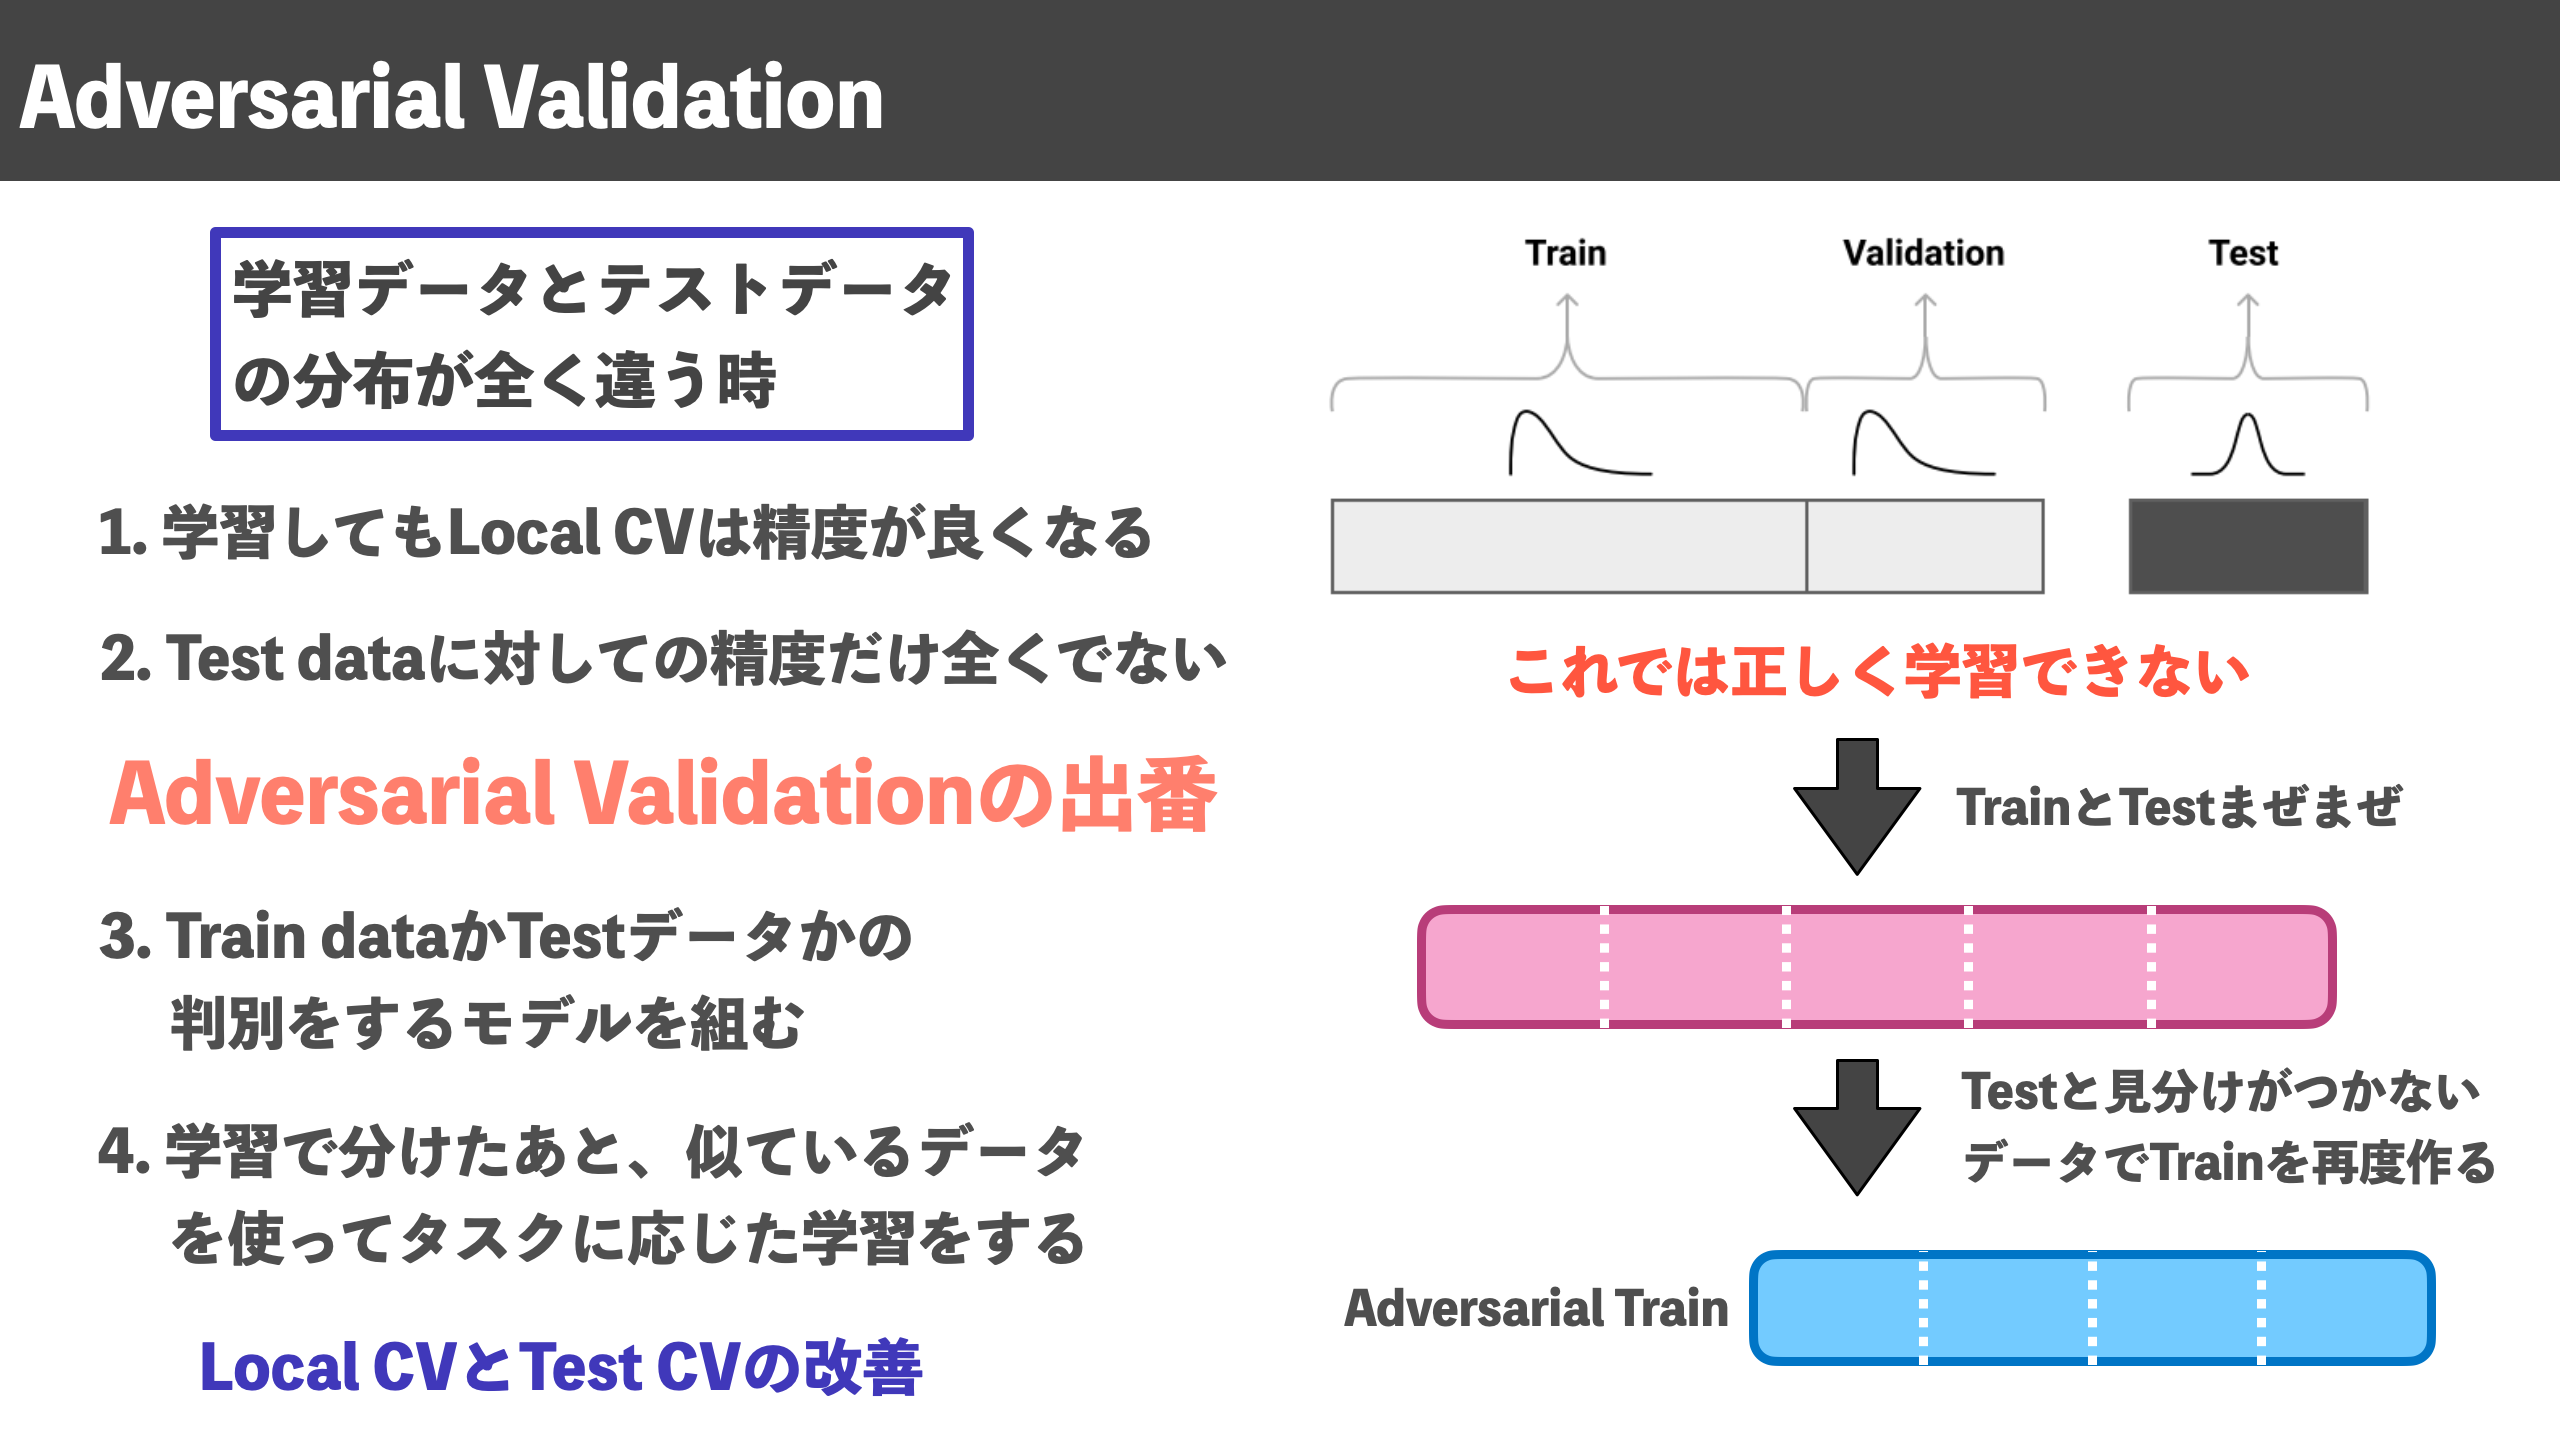 Adversarial Validation
学習データとテストデータ
の分布が全く違う時
1. 学習してもLocal CVは精度が良くなる
2. Test dataに対しての精度だけ全くでない
Adversarial Validationの出番
3. Train dataかTestデータかの
判別をするモデルを組む
4. 学習で分けたあと、似ているデータ
を使ってタスクに応じた学習をする
Local CVとTest CVの改善
Train
Validation
Test
これでは正しく学習できない
TrainとTestまぜまぜ
Testと見分けがつかない
データでTrainを再度作る
Adversarial Train